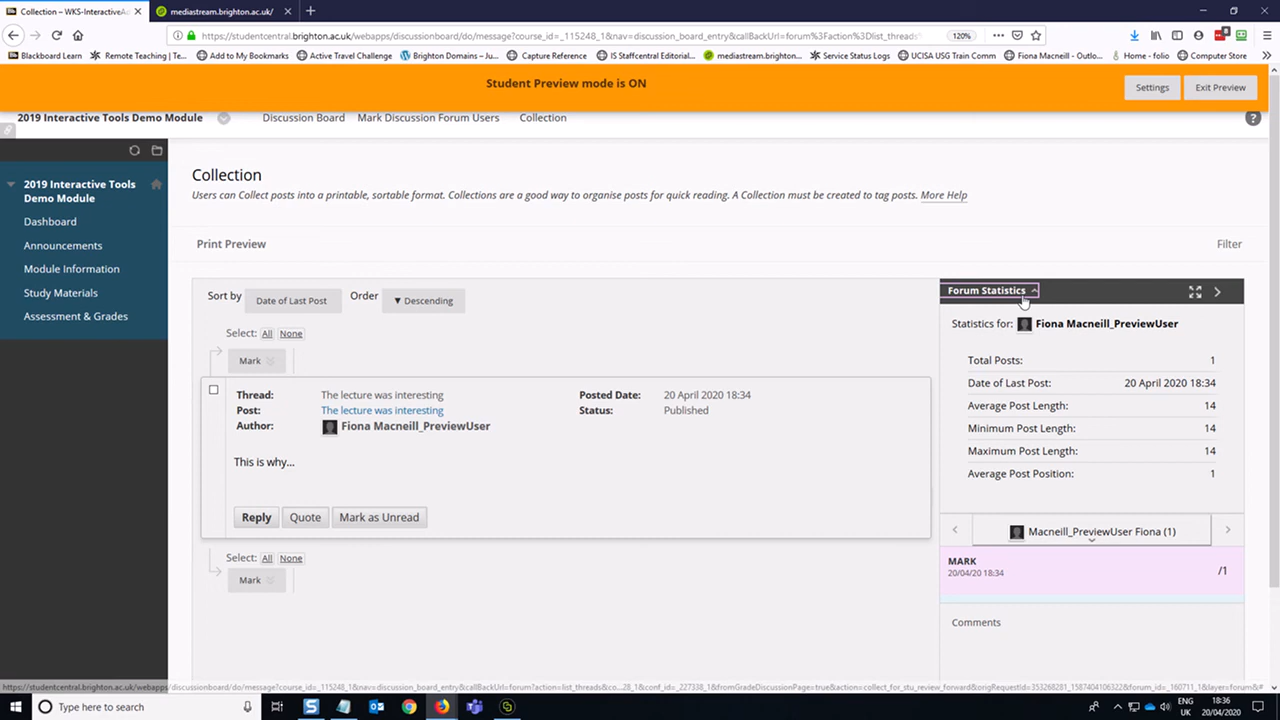 Collection – WKS-InteractiveAd
mediastream.brighton.ac.uk/
https://studentcentral.brighton.ac.uk/webapps/discussionboard/do/message?course_id=_115248_1&nav=discussion_board_entry&callBackUrl=forum%3Faction%3Dlist_threads
120%
Blackboard Learn
Remote Teaching | Te...
Add to My Bookmarks
Active Travel Challenge
Brighton Domains – Ju...
Capture Reference
IS Staffcentral Editorial...
mediastream.brighton...
Service Status Logs
UCISA USG Train Comm
Fiona Macneill - Outlo...
Home - folio
Computer Store
Student Preview mode is ON
Settings
Exit Preview
2019 Interactive Tools Demo Module
Discussion Board
Mark Discussion Forum Users
Collection
?
2019 Interactive Tools
Demo Module
Dashboard
Announcements
Module Information
Study Materials
Assessment & Grades
Collection
Users can Collect posts into a printable, sortable format. Collections are a good way to organise posts for quick reading. A Collection must be created to tag posts. More Help
Print Preview
Filter
Sort by
Date of Last Post
Order
Descending
Select: All None
Mark
Thread: The lecture was interesting
Post: The lecture was interesting
Author: Fiona Macneill_PreviewUser
Posted Date: 20 April 2020 18:34
Status: Published
This is why...
Reply
Quote
Mark as Unread
Select: All None
Mark
Forum Statistics
Statistics for: Fiona Macneill_PreviewUser
Total Posts: 1
Date of Last Post: 20 April 2020 18:34
Average Post Length: 14
Minimum Post Length: 14
Maximum Post Length: 14
Average Post Position: 1
Macneill_PreviewUser Fiona (1)
MARK
20/04/20 18:34
/1
Comments
Type here to search
ENG
UK
18:36
20/04/2020